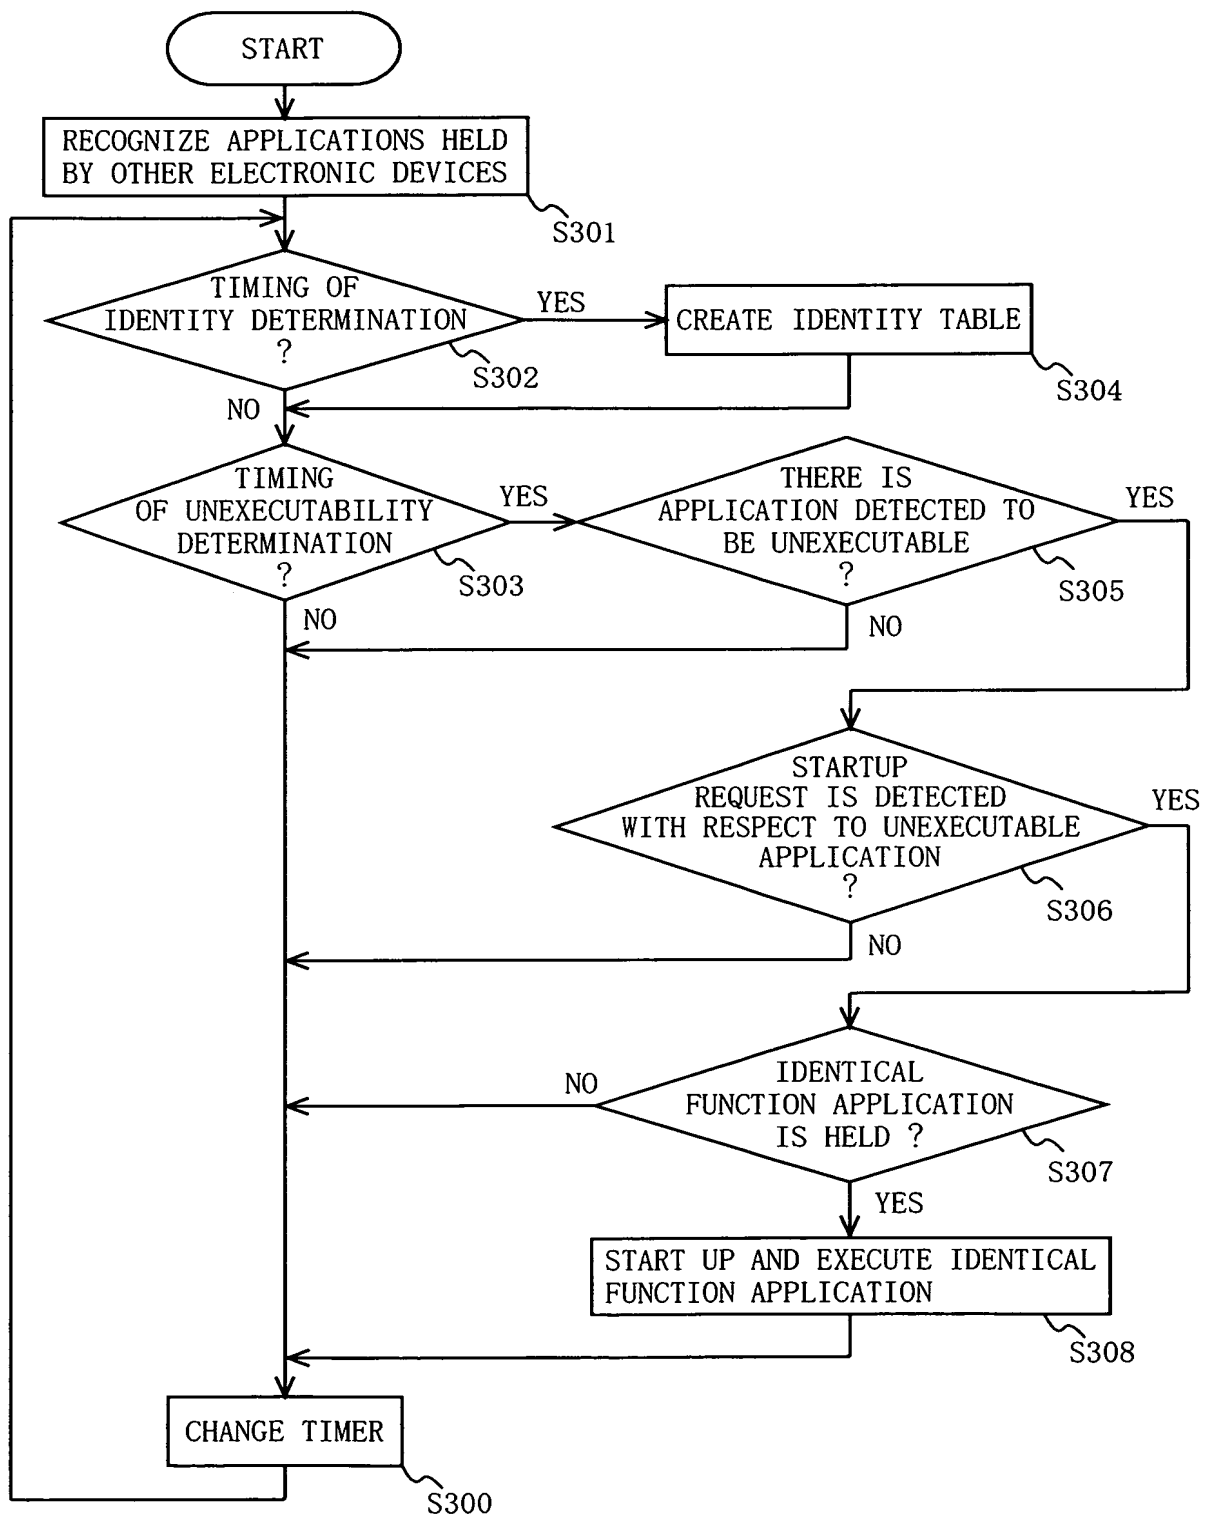 START
RECOGNIZE APPLICATIONS HELD
BY OTHER ELECTRONIC DEVICES
S301
TIMING OF
IDENTITY DETERMINATION
?
S302
YES
CREATE IDENTITY TABLE
S304
NO
TIMING
OF UNEXECUTABILITY
DETERMINATION
?
S303
YES
THERE IS
APPLICATION DETECTED TO
BE UNEXECUTABLE
?
S305
YES
NO
NO
STARTUP
REQUEST IS DETECTED
WITH RESPECT TO UNEXECUTABLE
APPLICATION
?
S306
YES
NO
IDENTICAL
FUNCTION APPLICATION
IS HELD ?
S307
NO
YES
START UP AND EXECUTE IDENTICAL
FUNCTION APPLICATION
S308
CHANGE TIMER
S300